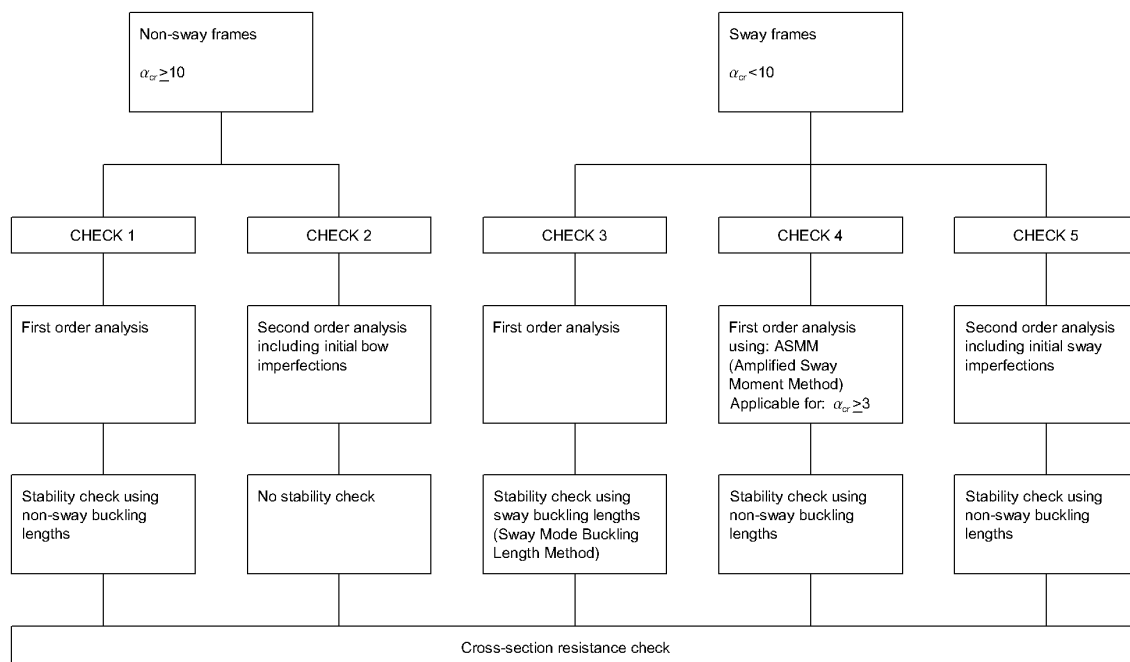 Non-sway frames
α_cr ≥10
Sway frames
α_cr <10
CHECK 1
CHECK 2
CHECK 3
CHECK 4
CHECK 5
First order analysis
Second order analysis
including initial bow
imperfections
First order analysis
First order analysis
using: ASMM
(Amplified Sway
Moment Method)
Applicable for: α_cr ≥3
Second order analysis
including initial sway
imperfections
Stability check using
non-sway buckling
lengths
No stability check
Stability check using
sway buckling lengths
(Sway Mode Buckling
Length Method)
Stability check using
non-sway buckling
lengths
Stability check using
non-sway buckling
lengths
Cross-section resistance check